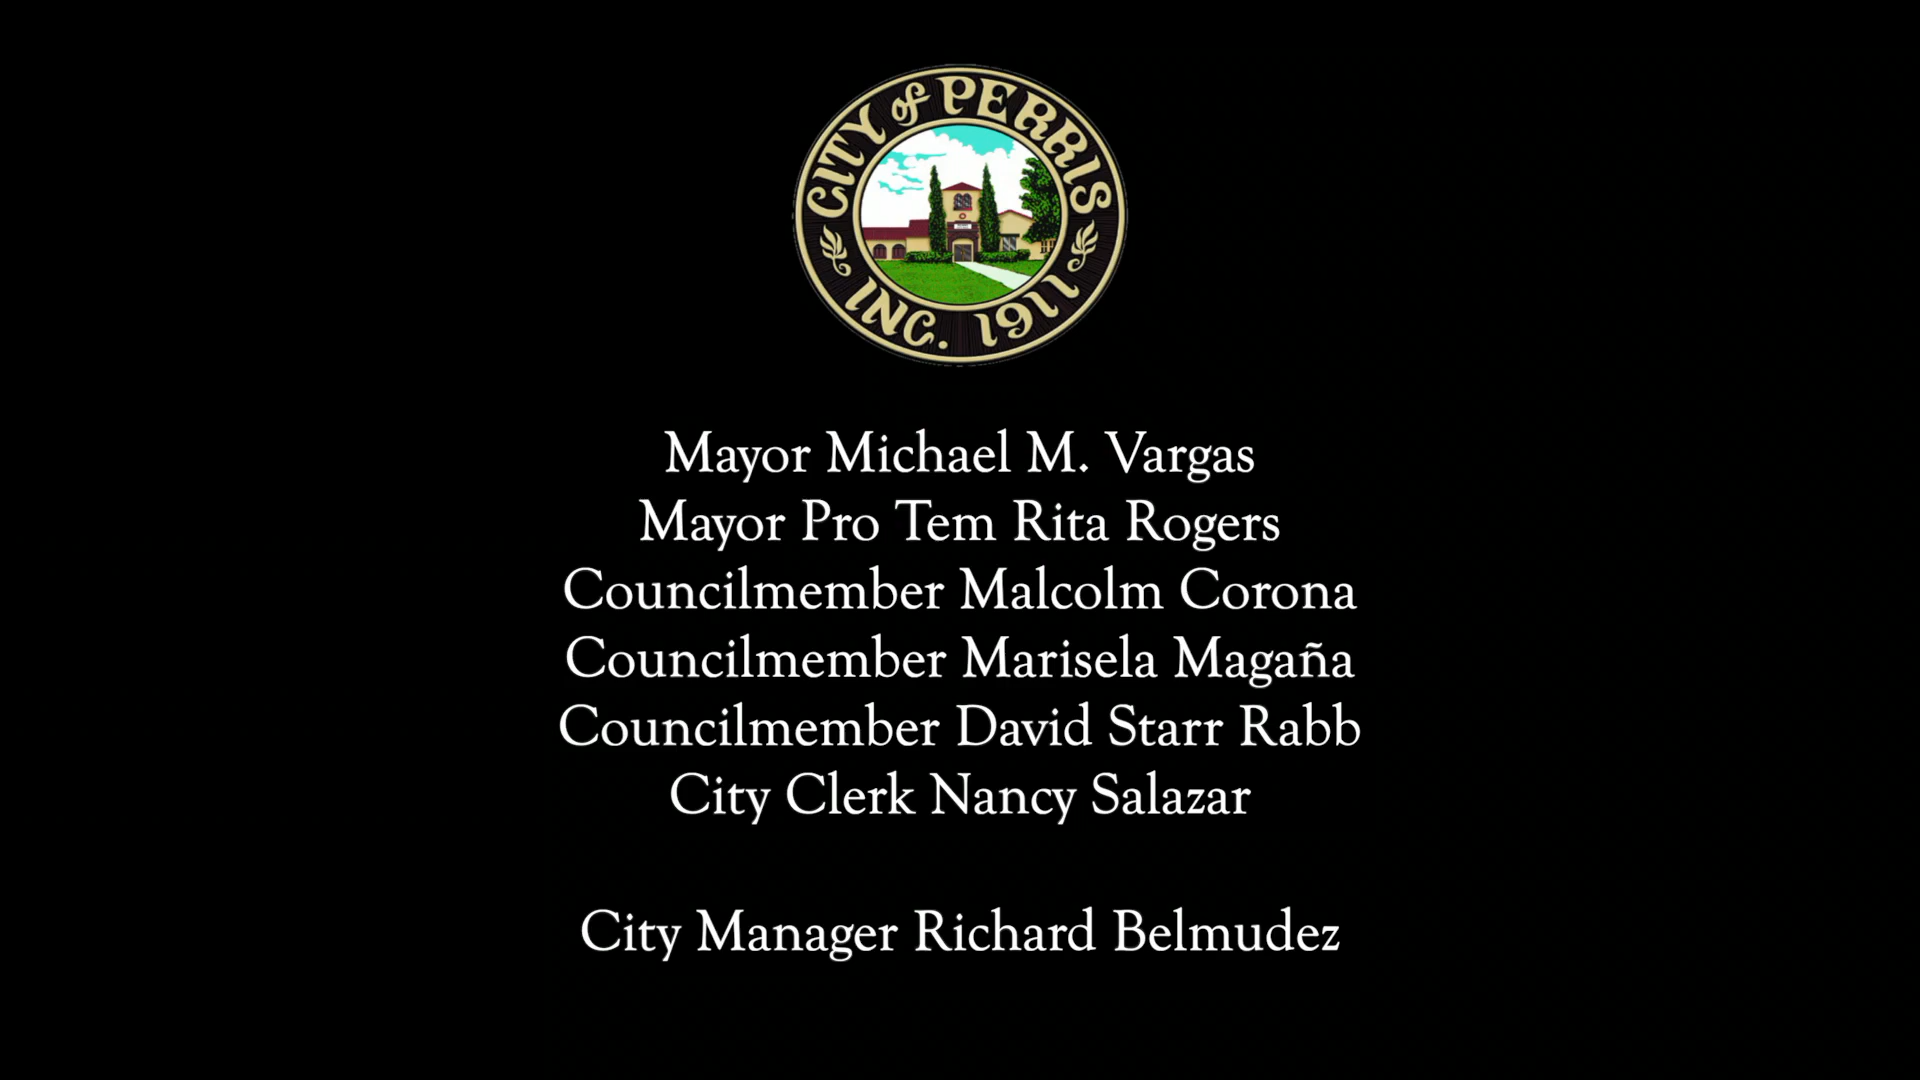 CITY of PERRIS
INC. 1911
Mayor Michael M. Vargas
Mayor Pro Tem Rita Rogers
Councilmember Malcolm Corona
Councilmember Marisela Magaña
Councilmember David Starr Rabb
City Clerk Nancy Salazar
City Manager Richard Belmudez